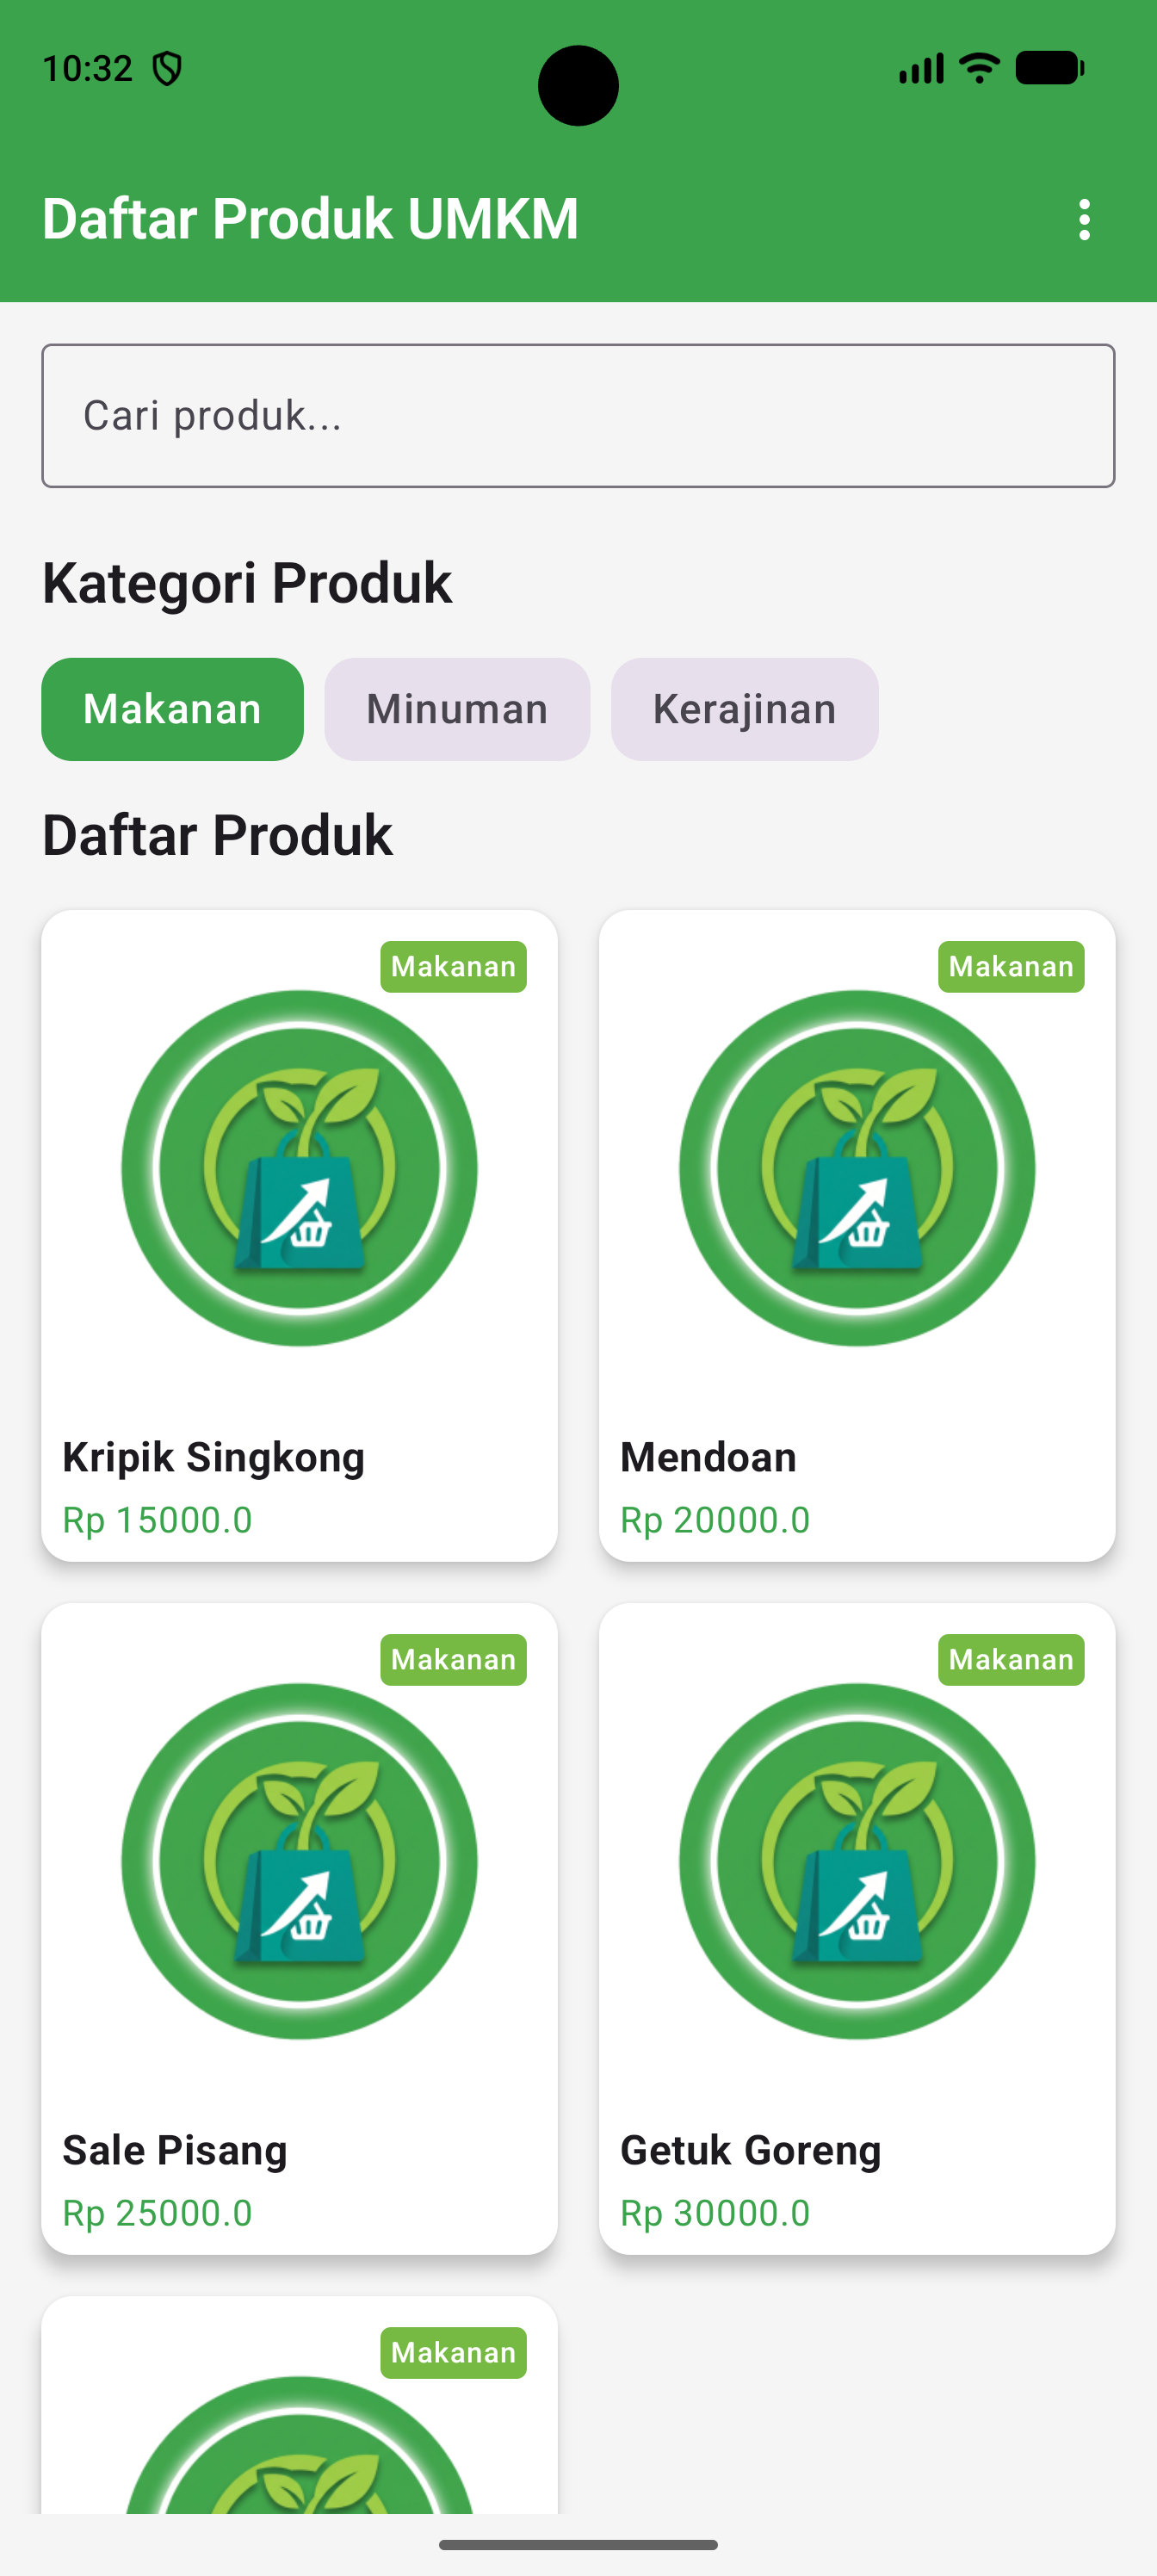 10:32
Daftar Produk UMKM
Cari produk...
Kategori Produk
Makanan
Minuman
Kerajinan
Daftar Produk
Makanan
Kripik Singkong
Rp 15000.0
Makanan
Mendoan
Rp 20000.0
Makanan
Sale Pisang
Rp 25000.0
Makanan
Getuk Goreng
Rp 30000.0
Makanan